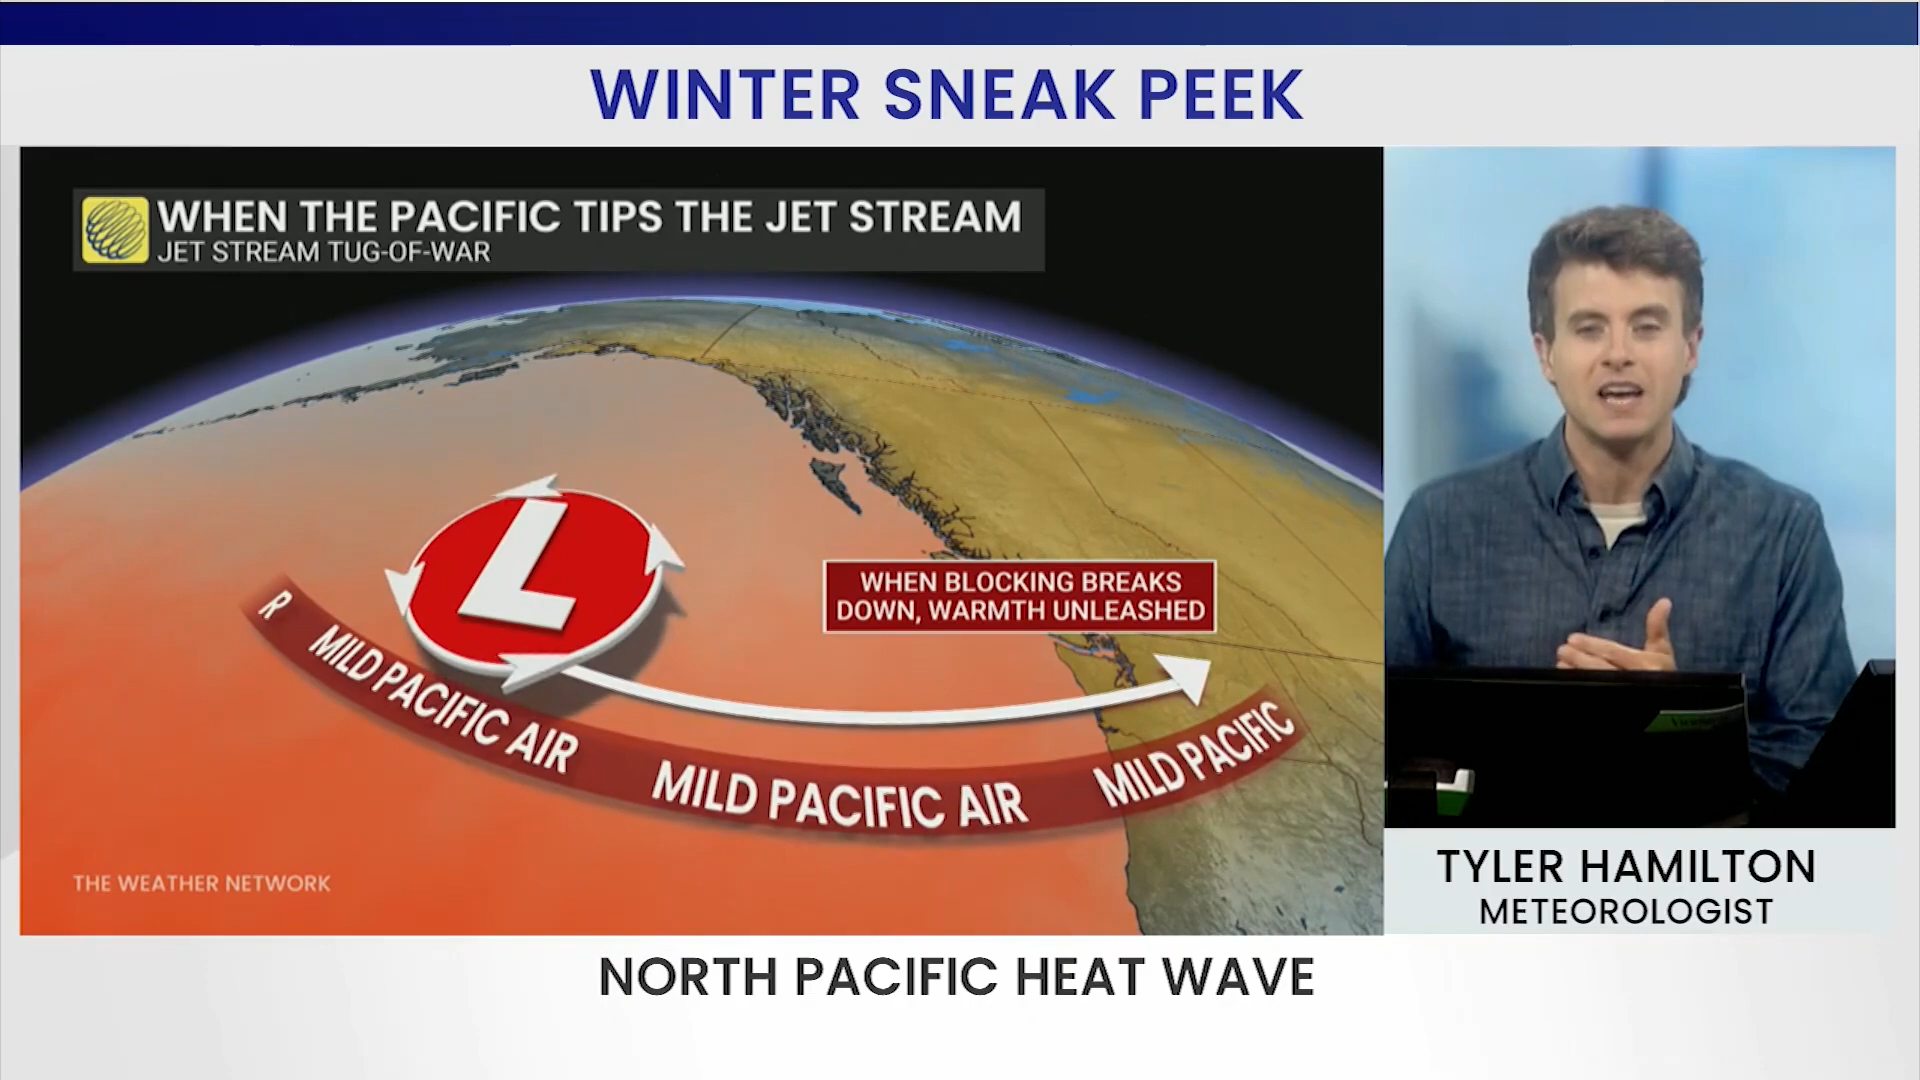 WINTER SNEAK PEEK
WHEN THE PACIFIC TIPS THE JET STREAM
JET STREAM TUG-OF-WAR
L
WHEN BLOCKING BREAKS
DOWN, WARMTH UNLEASHED
R MILD PACIFIC AIR MILD PACIFIC AIR MILD PACIFIC
THE WEATHER NETWORK
TYLER HAMILTON
METEOROLOGIST
NORTH PACIFIC HEAT WAVE